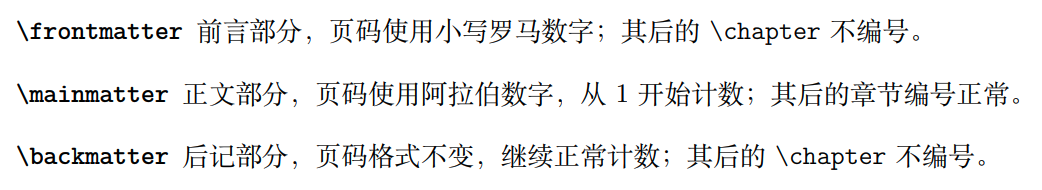 \frontmatter 前言部分，页码使用小写罗马数字；其后的 \chapter 不编号。
\mainmatter 正文部分，页码使用阿拉伯数字，从 1 开始计数；其后的章节编号正常。
\backmatter 后记部分，页码格式不变，继续正常计数；其后的 \chapter 不编号。